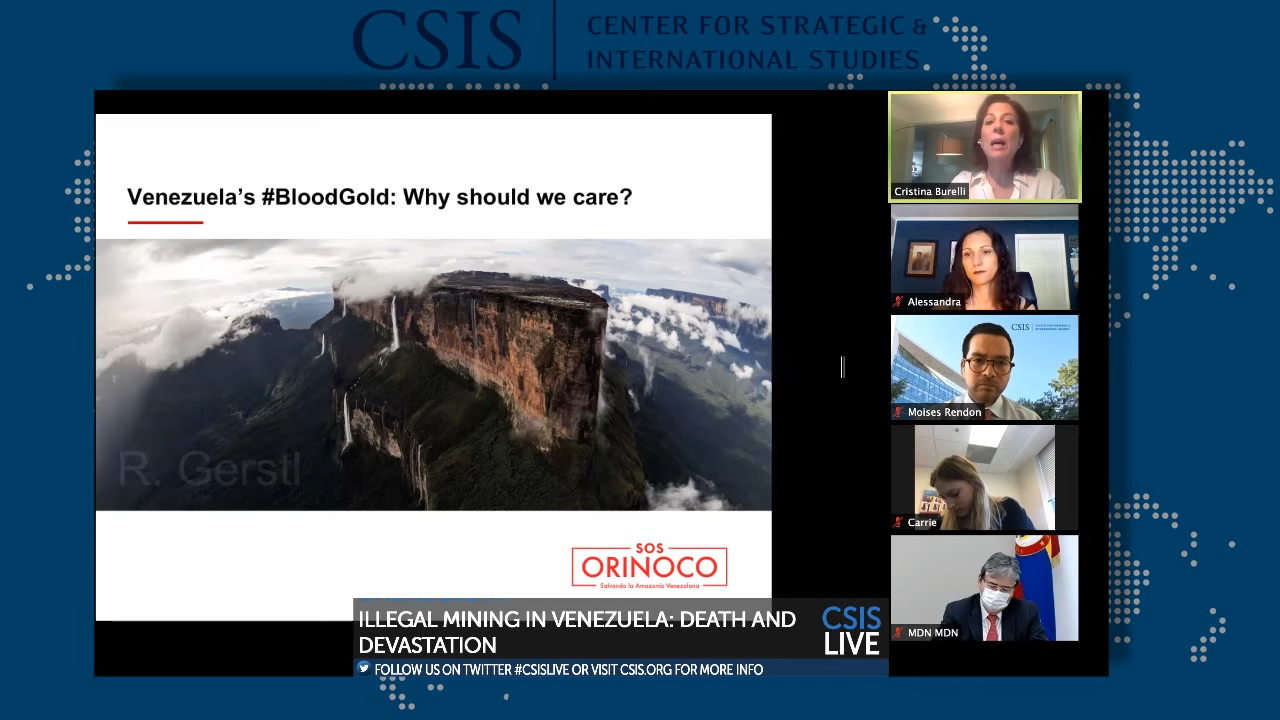 CSIS
CENTER FOR STRATEGIC &
INTERNATIONAL STUDIES
Venezuela's #BloodGold: Why should we care?
R. Gerstl
SOS
ORINOCO
Salvando la Amazonía Venezolana
ILLEGAL MINING IN VENEZUELA: DEATH AND
DEVASTATION
CSIS
LIVE
FOLLOW US ON TWITTER #CSISLIVE OR VISIT CSIS.ORG FOR MORE INFO
Cristina Burelli
Alessandra
CSIS
Moises Rendon
Carrie
MDN MDN